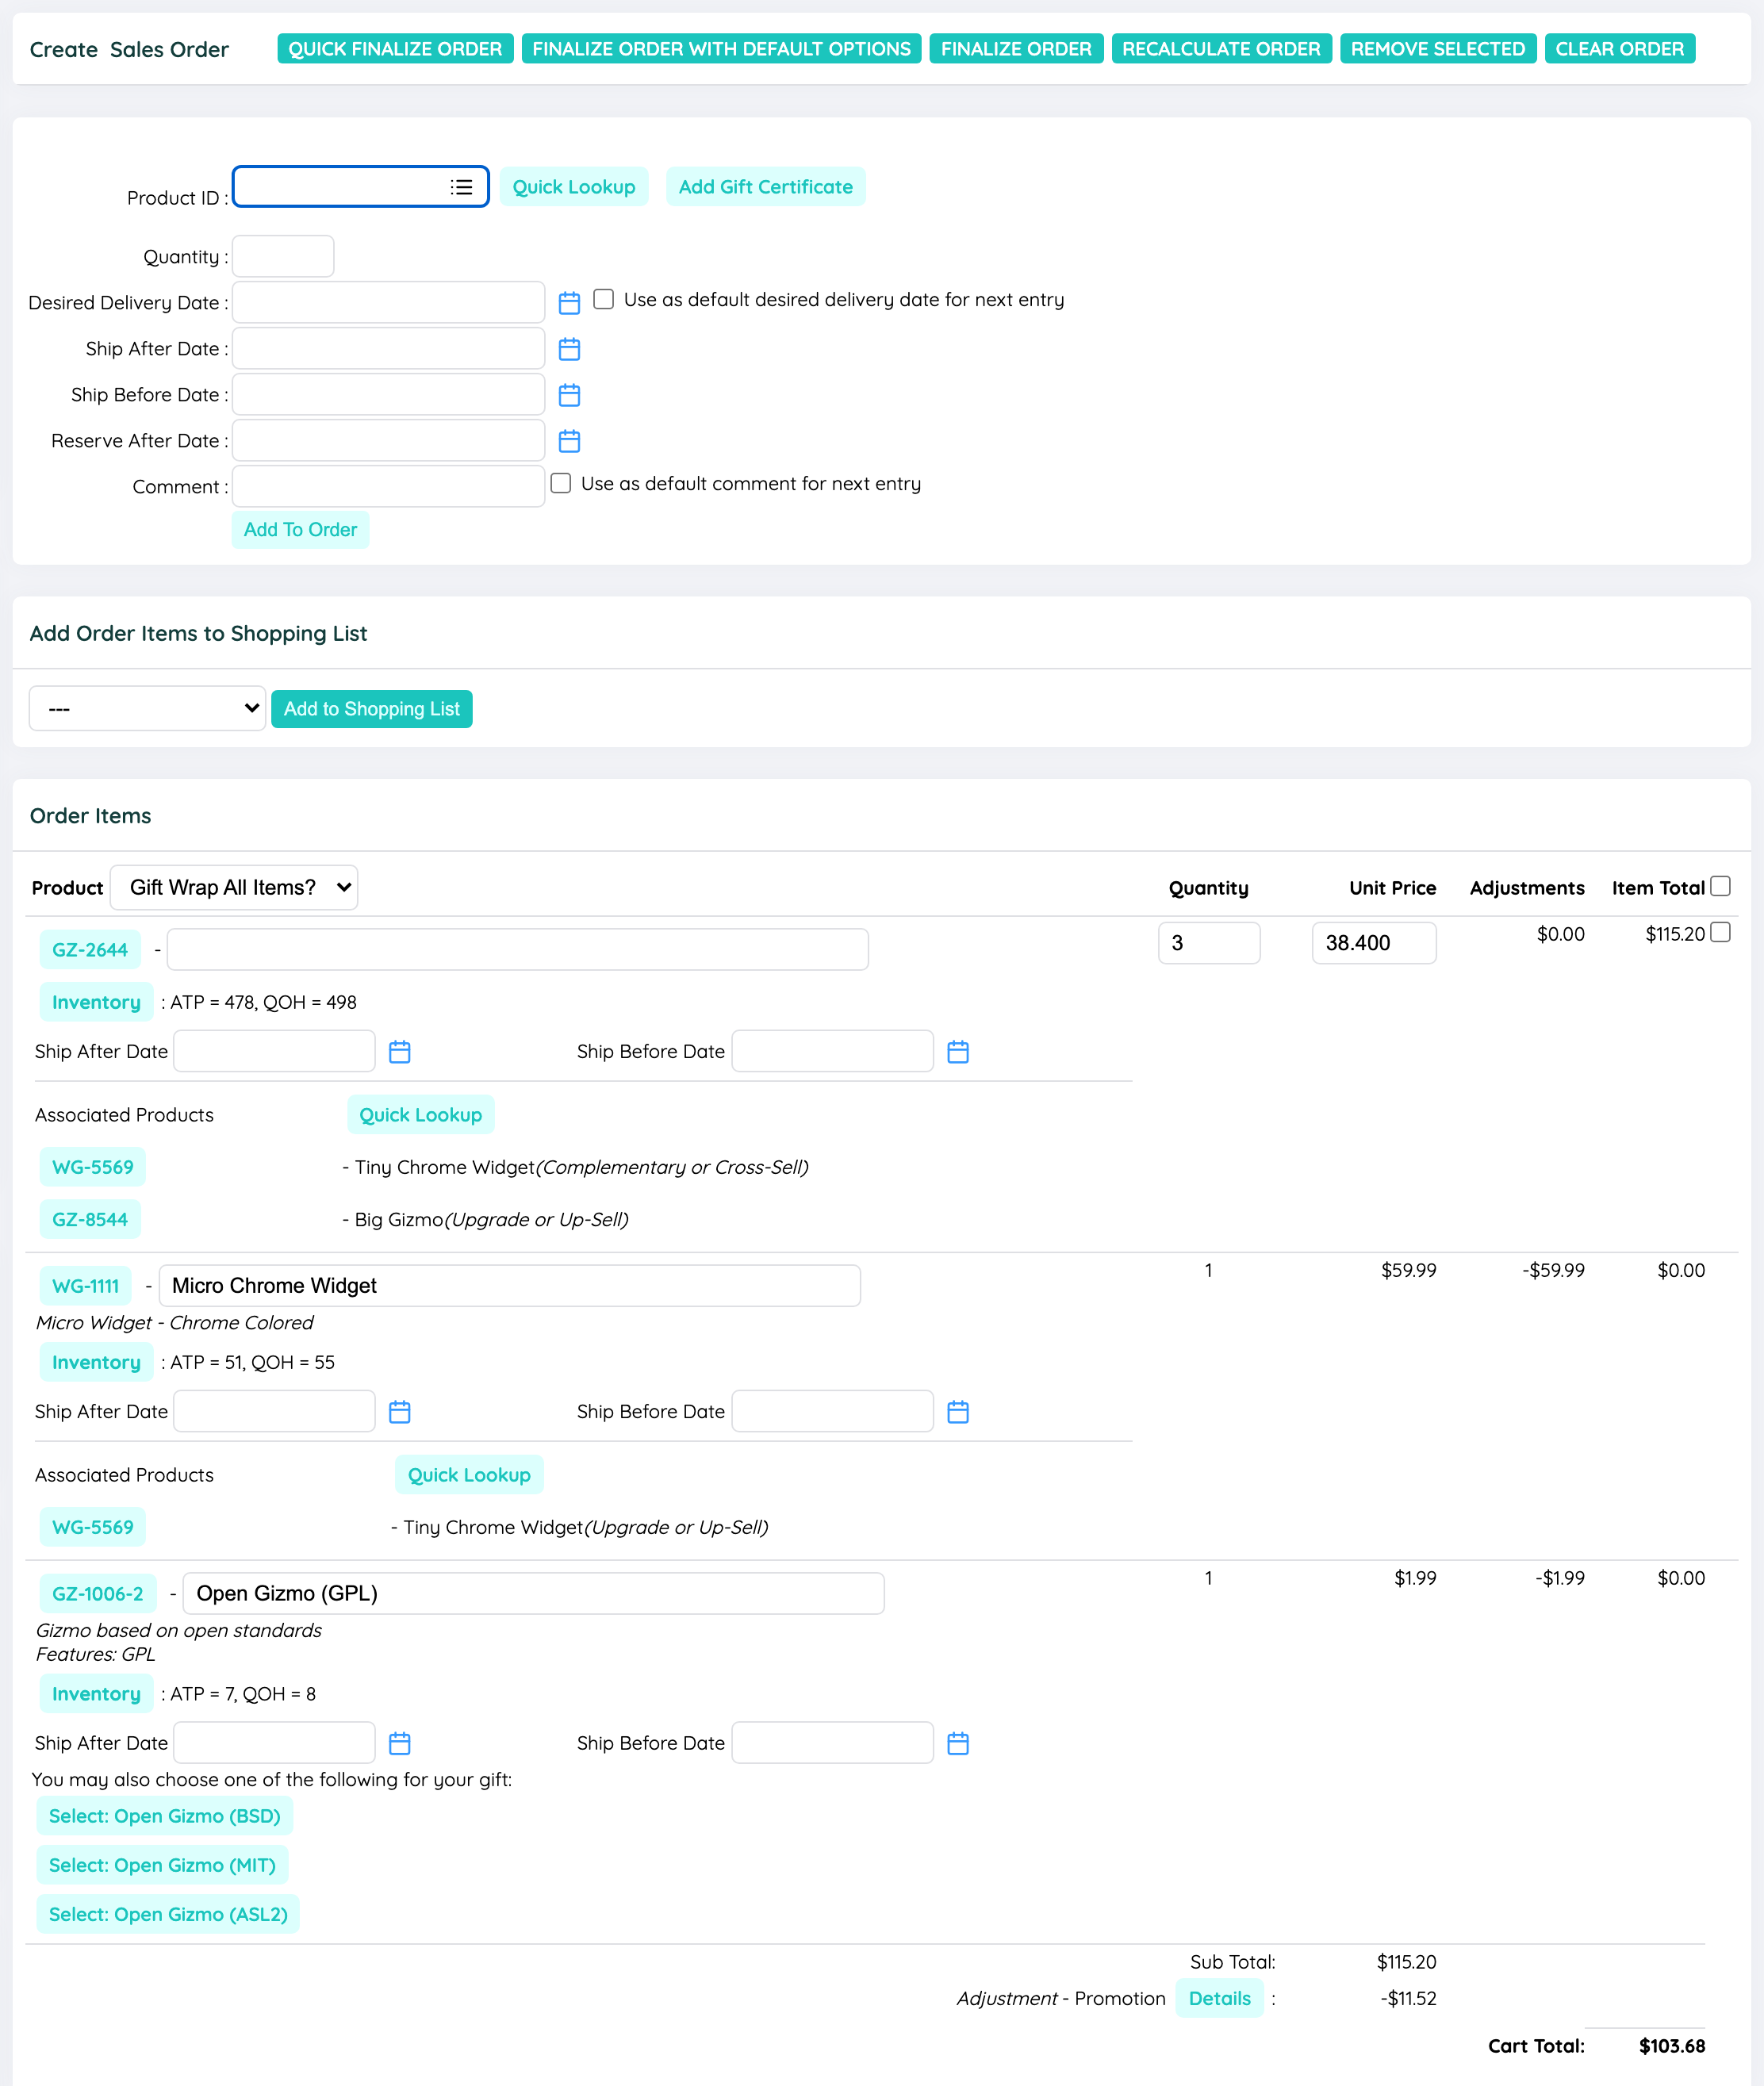 Create Sales Order QUICK FINALIZE ORDER FINALIZE ORDER WITH DEFAULT OPTIONS FINALIZE ORDER RECALCULATE ORDER REMOVE SELECTED CLEAR ORDER
Product ID : Quick Lookup Add Gift Certificate
Quantity :
Desired Delivery Date : Use as default desired delivery date for next entry
Ship After Date :
Ship Before Date :
Reserve After Date :
Comment : Use as default comment for next entry
Add To Order
Add Order Items to Shopping List
--- Add to Shopping List
Order Items
Product Gift Wrap All Items? Quantity Unit Price Adjustments Item Total
GZ-2644 - 3 38.400 $0.00 $115.20
Inventory : ATP = 478, QOH = 498
Ship After Date Ship Before Date
Associated Products Quick Lookup
WG-5569 - Tiny Chrome Widget(Complementary or Cross-Sell)
GZ-8544 - Big Gizmo(Upgrade or Up-Sell)
WG-1111 - Micro Chrome Widget 1 $59.99 -$59.99 $0.00
Micro Widget - Chrome Colored
Inventory : ATP = 51, QOH = 55
Ship After Date Ship Before Date
Associated Products Quick Lookup
WG-5569 - Tiny Chrome Widget(Upgrade or Up-Sell)
GZ-1006-2 - Open Gizmo (GPL) 1 $1.99 -$1.99 $0.00
Gizmo based on open standards
Features: GPL
Inventory : ATP = 7, QOH = 8
Ship After Date Ship Before Date
You may also choose one of the following for your gift:
Select: Open Gizmo (BSD)
Select: Open Gizmo (MIT)
Select: Open Gizmo (ASL2)
Sub Total: $115.20
Adjustment - Promotion Details : -$11.52
Cart Total: $103.68